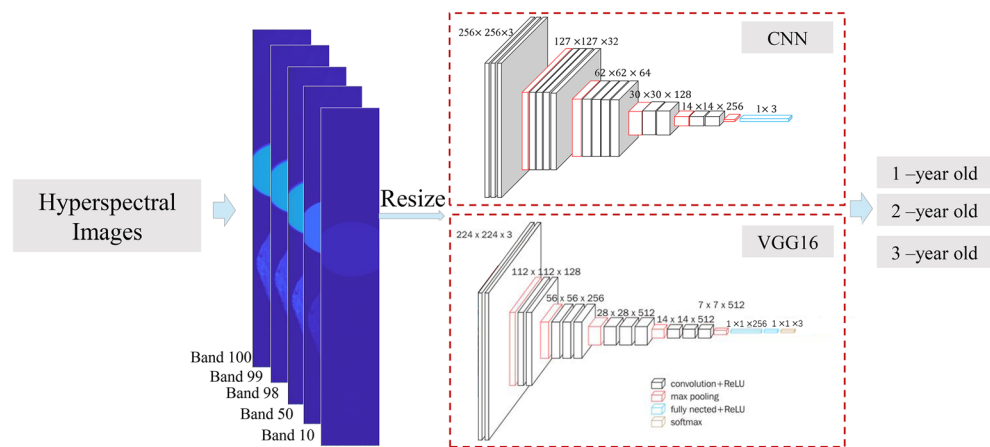 Hyperspectral
Images
Band 100
Band 99
Band 98
Band 50
Band 10
Resize
CNN
256× 256×3
127 ×127 ×32
62×62 × 64
30 ×30 × 128
14 ×14 × 256
1× 3
VGG16
224 x 224 x 3
112 x 112 x 128
56 x 56 x 256
28 x 28 x 512
14 x 14 x 512
7 x 7 x 512
1 ×1 ×256
1 ×1 ×3
convolution+ReLU
max pooling
fully nected+ReLU
softmax
1 –year old
2 –year old
3 –year old